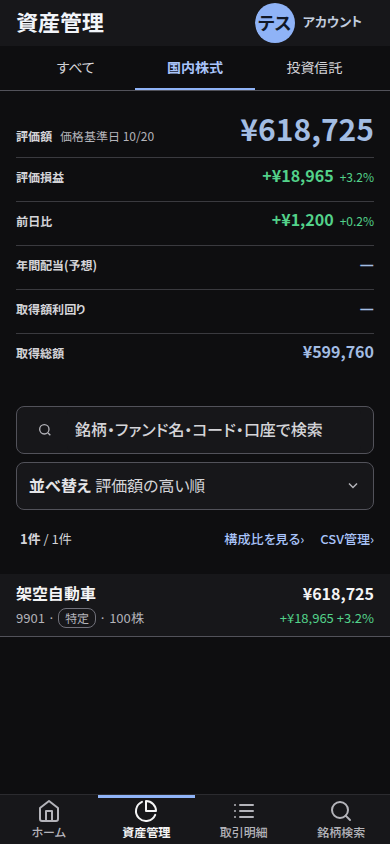 資産管理
テス アカウント
すべて 国内株式 投資信託
評価額 価格基準日 10/20 ¥618,725
評価損益 +¥18,965 +3.2%
前日比 +¥1,200 +0.2%
年間配当(予想) —
取得額利回り —
取得総額 ¥599,760
銘柄・ファンド名・コード・口座で検索
並べ替え 評価額の高い順
1件 / 1件 構成比を見る› CSV管理›
架空自動車 ¥618,725
9901 · 特定 · 100株 +¥18,965 +3.2%
ホーム 資産管理 取引明細 銘柄検索